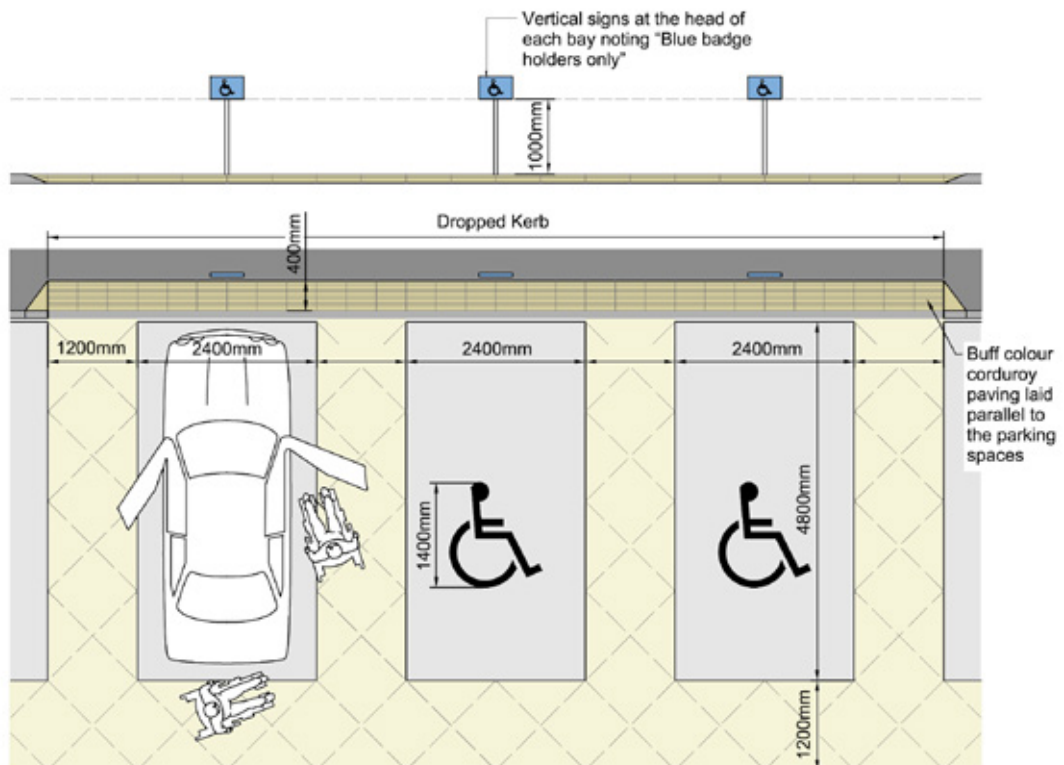 Vertical signs at the head of
each bay noting “Blue badge
holders only”
1000mm
Dropped Kerb
400mm
1200mm
2400mm
2400mm
2400mm
Buff colour
corduroy
paving laid
parallel to
the parking
spaces
1400mm
4800mm
1200mm